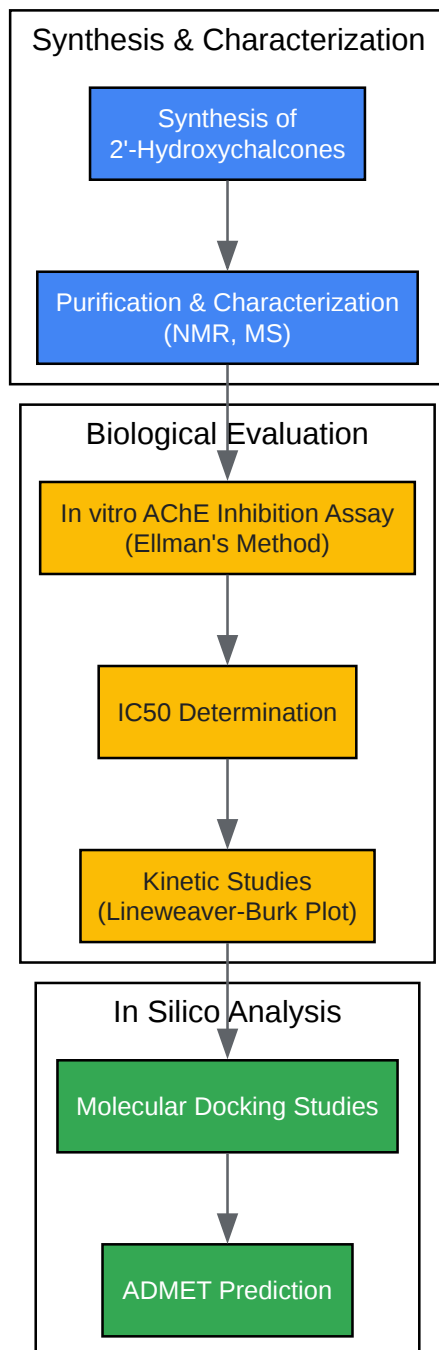 Synthesis & Characterization
Synthesis of
2'-Hydroxychalcones
Purification & Characterization
(NMR, MS)
Biological Evaluation
In vitro AChE Inhibition Assay
(Ellman's Method)
IC50 Determination
Kinetic Studies
(Lineweaver-Burk Plot)
In Silico Analysis
Molecular Docking Studies
ADMET Prediction